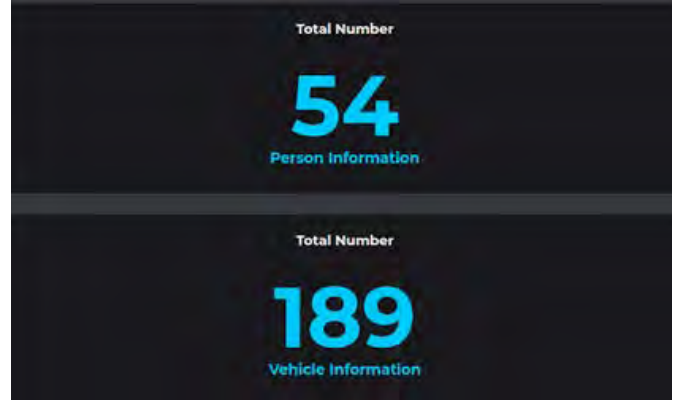 Total Number
54
Person Information
Total Number
189
Vehicle Information